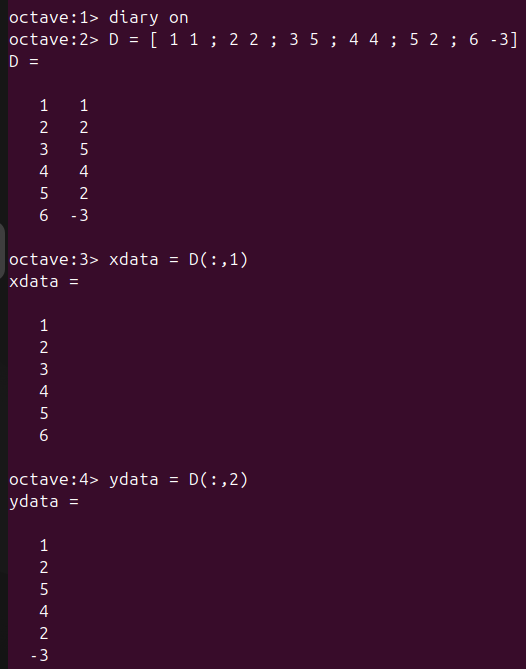 octave:1> diary on
octave:2> D = [ 1 1 ; 2 2 ; 3 5 ; 4 4 ; 5 2 ; 6 -3]
D =
1 1
2 2
3 5
4 4
5 2
6 -3
octave:3> xdata = D(:,1)
xdata =
1
2
3
4
5
6
octave:4> ydata = D(:,2)
ydata =
1
2
5
4
2
-3